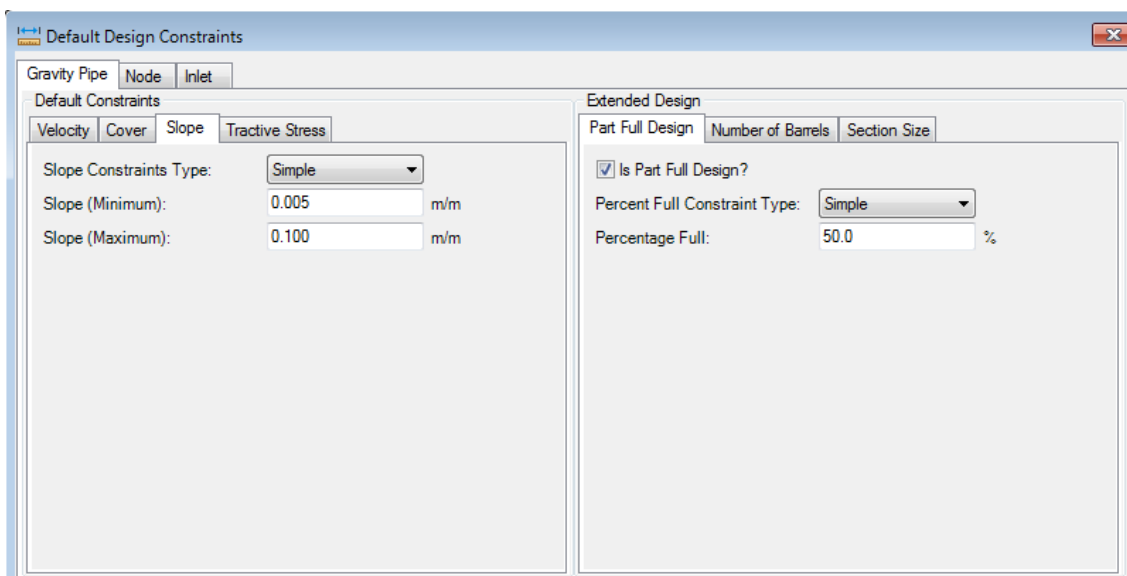 Default Design Constraints
Gravity Pipe Node Inlet
Default Constraints
Velocity Cover Slope Tractive Stress
Slope Constraints Type: Simple
Slope (Minimum): 0.005 m/m
Slope (Maximum): 0.100 m/m
Extended Design
Part Full Design Number of Barrels Section Size
Is Part Full Design?
Percent Full Constraint Type: Simple
Percentage Full: 50.0 %